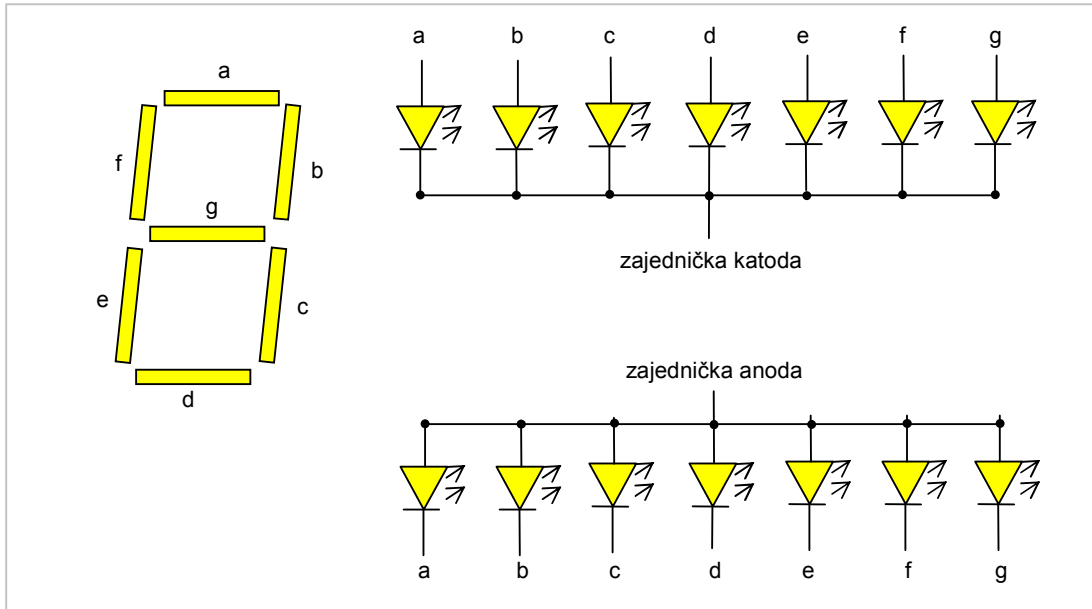 a
f
b
g
e
c
d
a b c d e f g
zajednička katoda
zajednička anoda
a b c d e f g